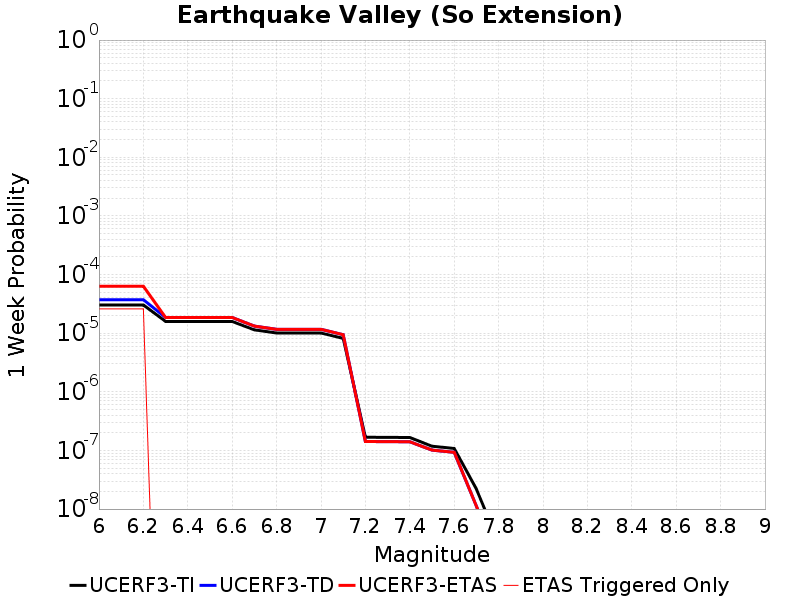 Earthquake Valley (So Extension)
10^0
10^-1
10^-2
10^-3
10^-4
10^-5
10^-6
10^-7
10^-8
1 Week Probability
6 6.2 6.4 6.6 6.8 7 7.2 7.4 7.6 7.8 8 8.2 8.4 8.6 8.8 9
Magnitude
UCERF3-TI UCERF3-TD UCERF3-ETAS ETAS Triggered Only